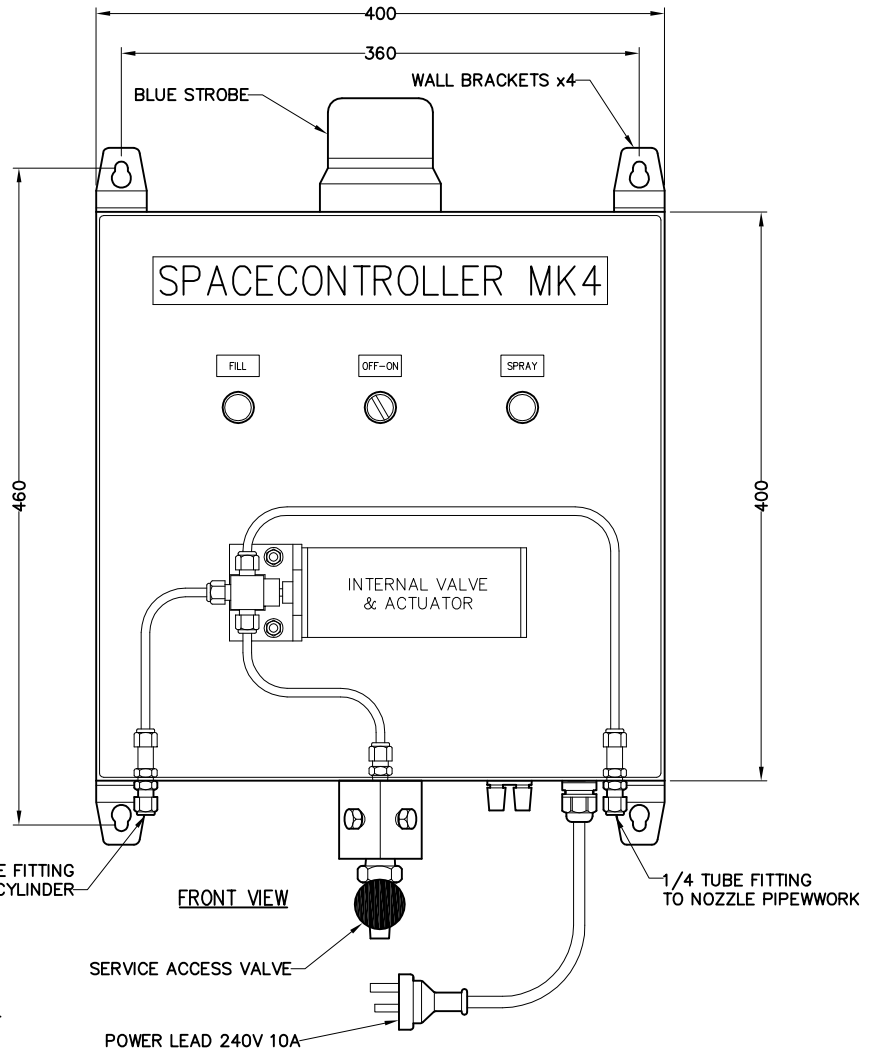 400
360
BLUE STROBE
WALL BRACKETS x4
SPACECONTROLLER MK4
FILL
OFF-ON
SPRAY
460
400
INTERNAL VALVE
& ACTUATOR
FITTING
CYLINDER
FRONT VIEW
1/4 TUBE FITTING
TO NOZZLE PIPEWWORK
SERVICE ACCESS VALVE
POWER LEAD 240V 10A